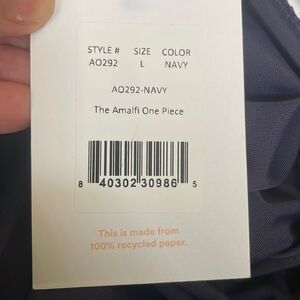 STYLE # SIZE COLOR
AO292 L NAVY
AO292-NAVY
The Amalfi One Piece
8 40302 30986 5
This is made from
100% recycled paper.